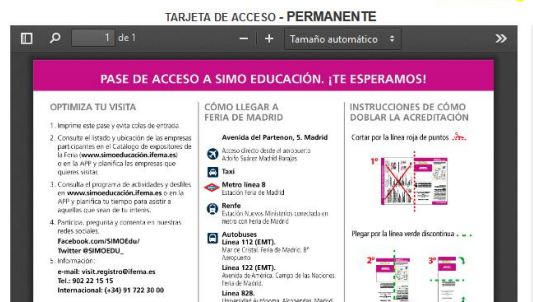 TARJETA DE ACCESO - PERMANENTE
1 de 1
Tamaño automático
PASE DE ACCESO A SIMO EDUCACIÓN. ¡TE ESPERAMOS!
OPTIMIZA TU VISITA
1. Imprime este pase y evita colas de entrada
2. Consulta el listado y ubicación de las empresas
participantes en el Catálogo de expositores de
la Feria (www.simoeducación.ifema.es)
o en la APP y planifica las empresas que
quieres visitar.
3. Consulta el programa de actividades y desfiles
en www.simoeducación.ifema.es o en la
APP y planifica tu tiempo para asistir a
aquellas que sean de tu interés.
4. Participa, pregunta y comenta en nuestras
redes sociales.
Facebook.com/SIMOEdu/
Twitter @SIMOEDU_
5. Información:
e-mail: visit.registro@ifema.es
Tel.: 902 22 15 15
Internacional: (+34) 91 722 30 00
CÓMO LLEGAR A
FERIA DE MADRID
Avenida del Partenon, 5. Madrid
Acceso directo desde el aeropuerto
Adolfo Suárez Madrid Barajas
Taxi
Metro línea 8
Estación Feria de Madrid
Renfe
Estación Nuevos Ministerios conectada en
metro con Feria de Madrid
Autobuses
Línea 112 (EMT).
Mar de Cristal. Feria de Madrid. Bº
Aeropuerto
Línea 122 (EMT).
Avenida de América. Campo de las Naciones.
Feria de Madrid.
Línea 828.
Universidad Autónoma. Alcobendas. Madrid
INSTRUCCIONES DE CÓMO
DOBLAR LA ACREDITACIÓN
Cortar por la línea roja de puntos
1º
Plegar por la línea verde discontinua
2º
3º